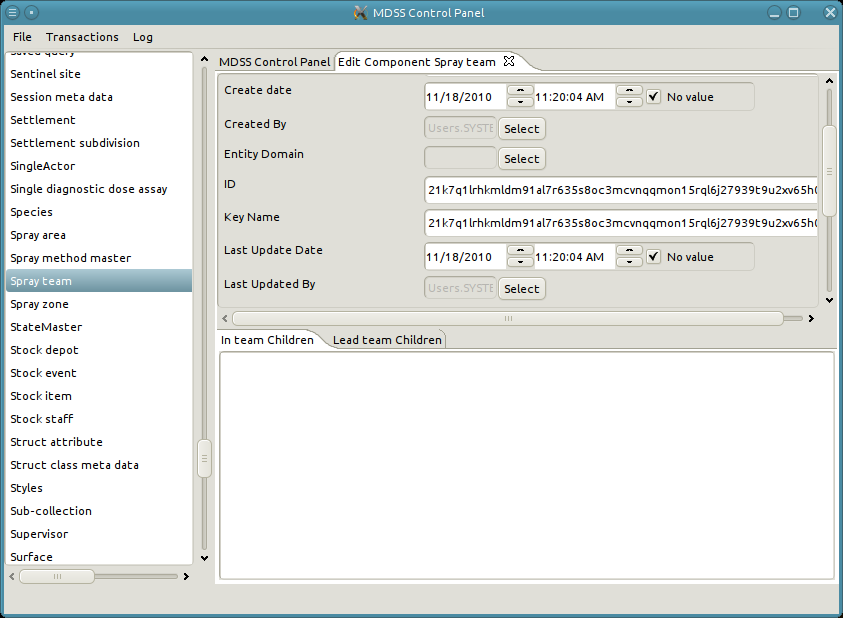 MDSS Control Panel
File Transactions Log
Saved query
Sentinel site
Session meta data
Settlement
Settlement subdivision
SingleActor
Single diagnostic dose assay
Species
Spray area
Spray method master
Spray team
Spray zone
StateMaster
Stock depot
Stock event
Stock item
Stock staff
Struct attribute
Struct class meta data
Styles
Sub-collection
Supervisor
Surface
MDSS Control Panel Edit Component Spray team
Create date 11/18/2010 11:20:04 AM No value
Created By Users.SYSTE Select
Entity Domain Select
ID 21k7q1lrhkmldm91al7r635s8oc3mcvnqqmon15rql6j27939t9u2xv65h0
Key Name 21k7q1lrhkmldm91al7r635s8oc3mcvnqqmon15rql6j27939t9u2xv65h0
Last Update Date 11/18/2010 11:20:04 AM No value
Last Updated By Users.SYSTE Select
In team Children Lead team Children